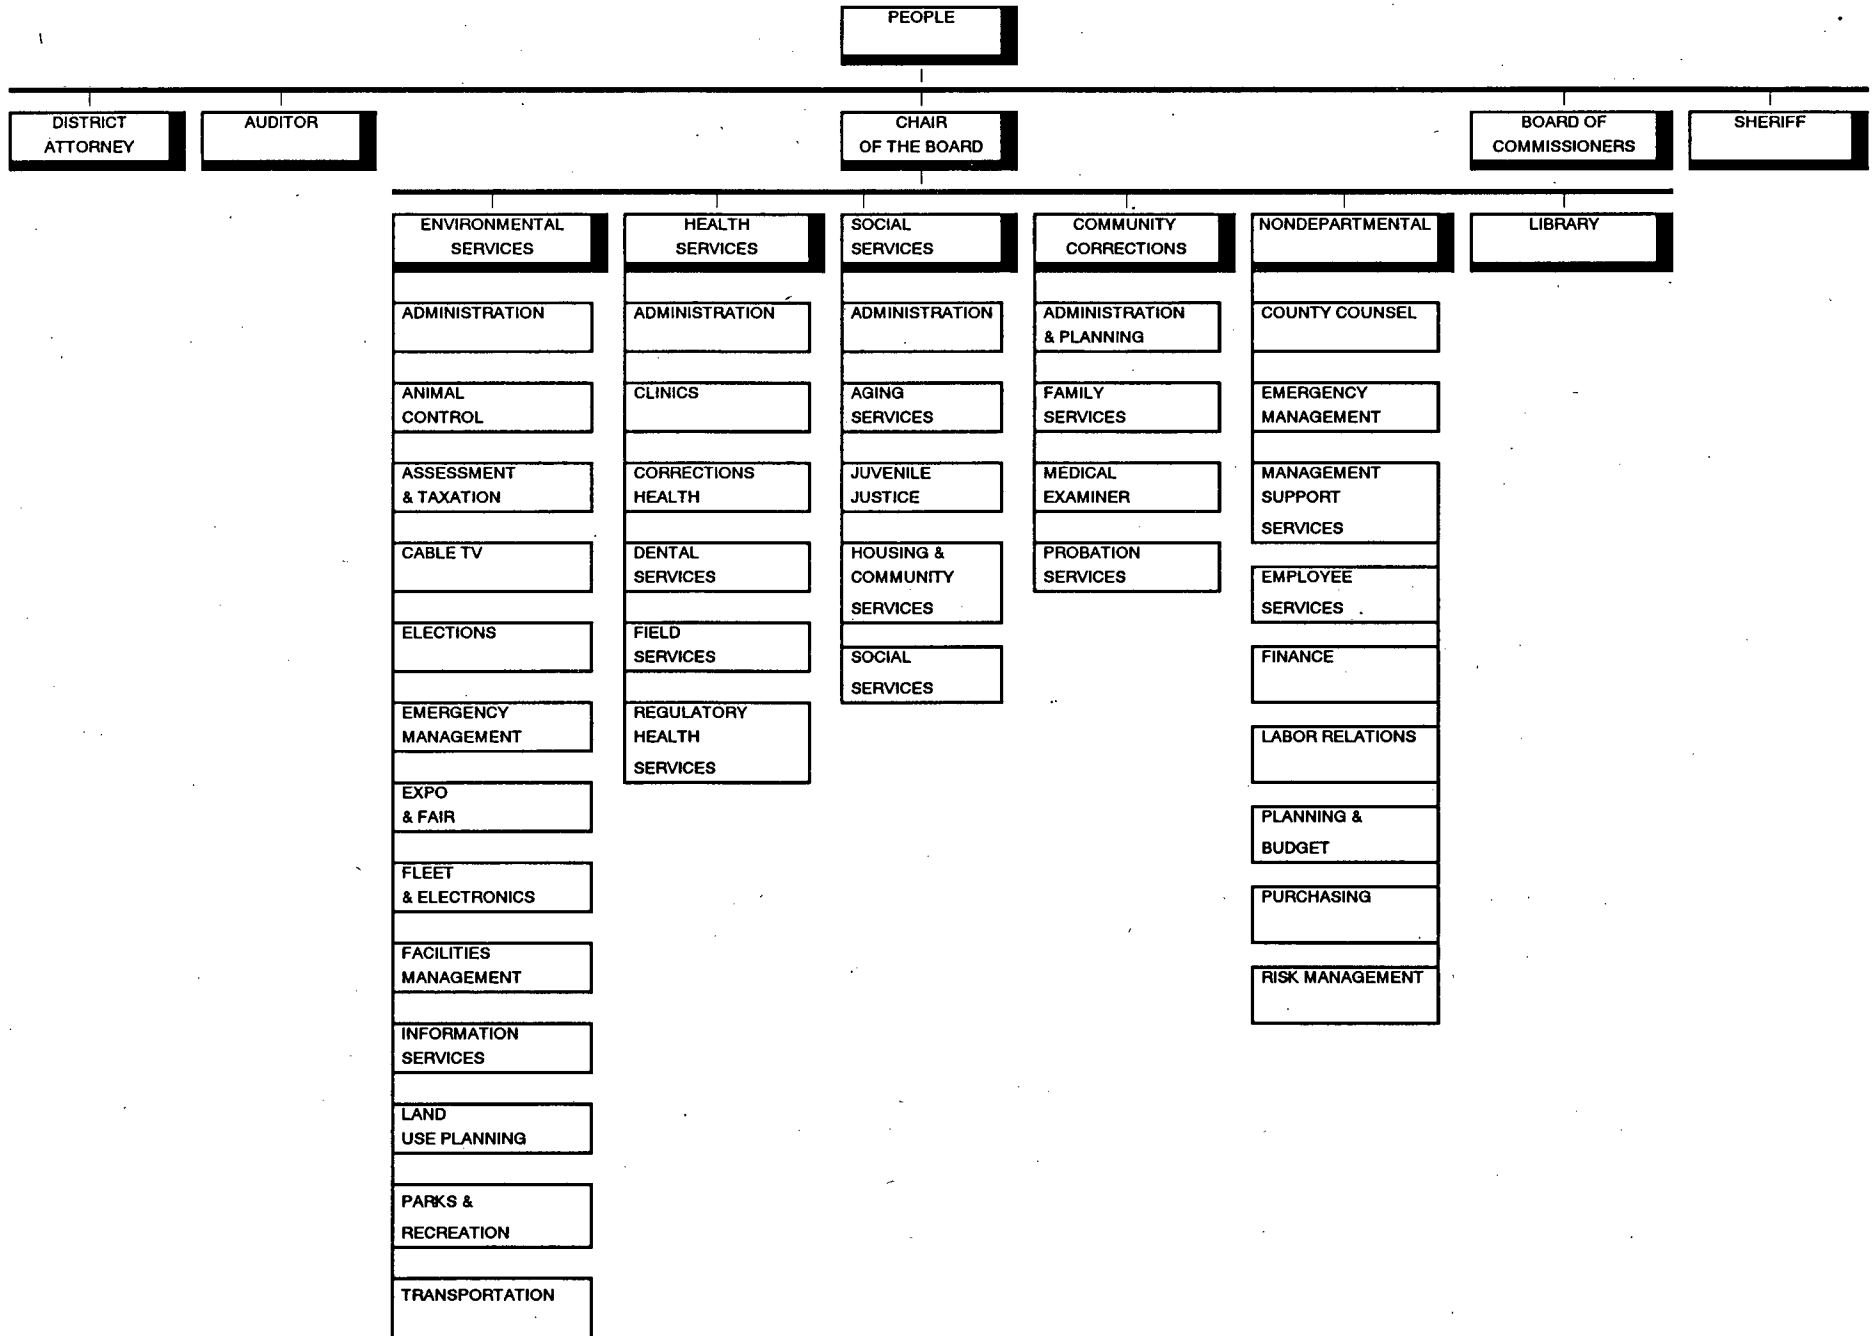 PEOPLE
DISTRICT
ATTORNEY
AUDITOR
CHAIR
OF THE BOARD
BOARD OF
COMMISSIONERS
SHERIFF
ENVIRONMENTAL
SERVICES
HEALTH
SERVICES
SOCIAL
SERVICES
COMMUNITY
CORRECTIONS
NONDEPARTMENTAL
LIBRARY
ADMINISTRATION
ANIMAL
CONTROL
ASSESSMENT
& TAXATION
CABLE TV
ELECTIONS
EMERGENCY
MANAGEMENT
EXPO
& FAIR
FLEET
& ELECTRONICS
FACILITIES
MANAGEMENT
INFORMATION
SERVICES
LAND
USE PLANNING
PARKS &
RECREATION
TRANSPORTATION
ADMINISTRATION
CLINICS
CORRECTIONS
HEALTH
DENTAL
SERVICES
FIELD
SERVICES
REGULATORY
HEALTH
SERVICES
ADMINISTRATION
AGING
SERVICES
JUVENILE
JUSTICE
HOUSING &
COMMUNITY
SERVICES
SOCIAL
SERVICES
ADMINISTRATION
& PLANNING
FAMILY
SERVICES
MEDICAL
EXAMINER
PROBATION
SERVICES
COUNTY COUNSEL
EMERGENCY
MANAGEMENT
MANAGEMENT
SUPPORT
SERVICES
EMPLOYEE
SERVICES
FINANCE
LABOR RELATIONS
PLANNING &
BUDGET
PURCHASING
RISK MANAGEMENT